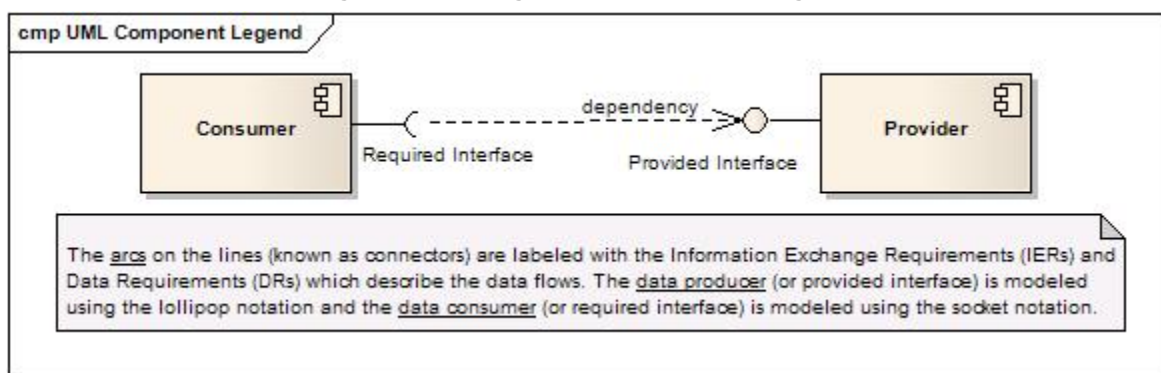 cmp UML Component Legend
Consumer
dependency
Provider
Required Interface
Provided Interface
The arcs on the lines (known as connectors) are labeled with the Information Exchange Requirements (IERs) and
Data Requirements (DRs) which describe the data flows. The data producer (or provided interface) is modeled
using the lollipop notation and the data consumer (or required interface) is modeled using the socket notation.